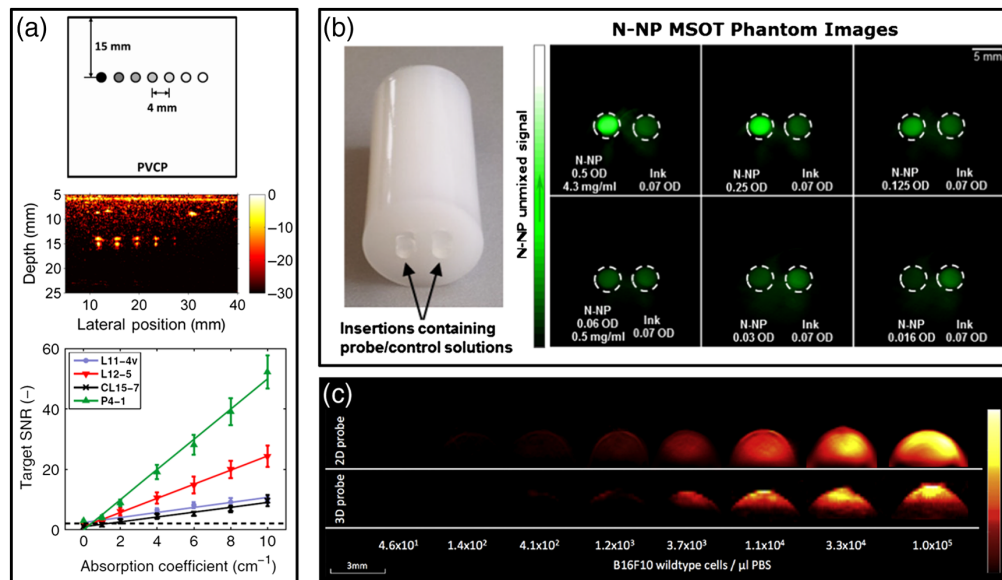 (a)
15 mm
4 mm
PVCP
5
10
15
20
25
Depth (mm)
0
−10
−20
−30
10 20 30 40
Lateral position (mm)
60
40
20
0
Target SNR (−)
L11−4v
L12−5
CL15−7
P4−1
0 2 4 6 8 10
Absorption coefficient (cm⁻¹)
(b)
Insertions containing
probe/control solutions
N-NP MSOT Phantom Images
N-NP unmixed signal
5 mm
N-NP
0.5 OD
4.3 mg/ml
Ink
0.07 OD
N-NP
0.25 OD
Ink
0.07 OD
N-NP
0.125 OD
Ink
0.07 OD
N-NP
0.06 OD
0.5 mg/ml
Ink
0.07 OD
N-NP
0.03 OD
Ink
0.07 OD
N-NP
0.016 OD
Ink
0.07 OD
(c)
2D probe
3D probe
4.6x10¹ 1.4x10² 4.1x10² 1.2x10³ 3.7x10³ 1.1x10⁴ 3.3x10⁴ 1.0x10⁵
3mm
B16F10 wildtype cells / µl PBS